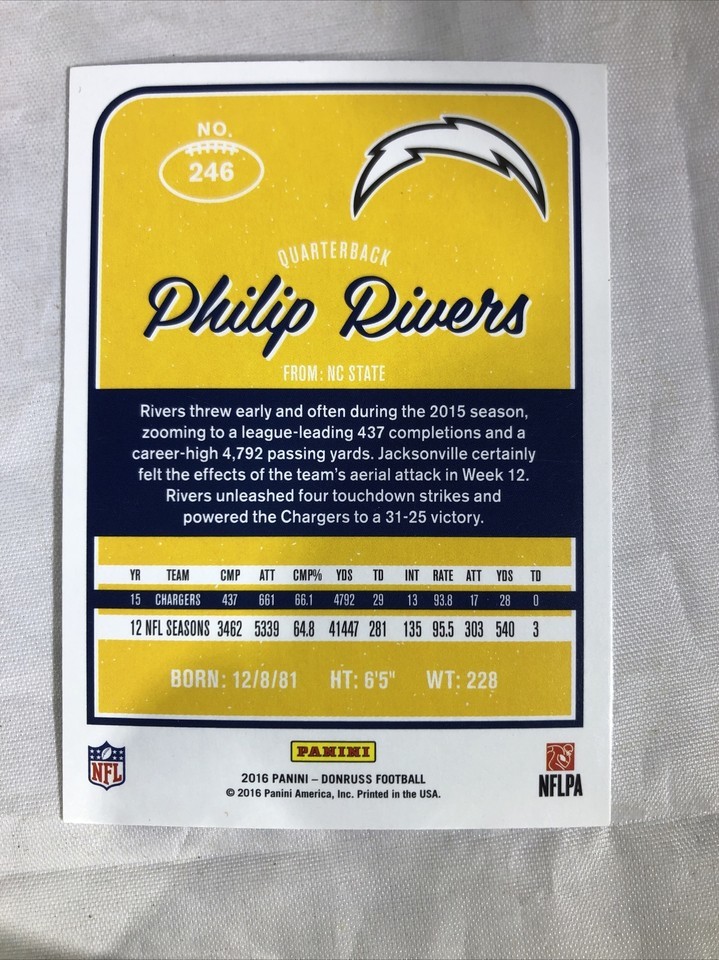 NO.
246
QUARTERBACK
Philip Rivers
FROM: NC STATE
Rivers threw early and often during the 2015 season,
zooming to a league-leading 437 completions and a
career-high 4,792 passing yards. Jacksonville certainly
felt the effects of the team's aerial attack in Week 12.
Rivers unleashed four touchdown strikes and
powered the Chargers to a 31-25 victory.
YR TEAM CMP ATT CMP% YDS TD INT RATE ATT YDS TD
15 CHARGERS 437 661 66.1 4792 29 13 93.8 17 28 0
12 NFL SEASONS 3462 5339 64.8 41447 281 135 95.5 303 540 3
BORN: 12/8/81 HT: 6'5" WT: 228
NFL
PANINI
2016 PANINI – DONRUSS FOOTBALL
© 2016 Panini America, Inc. Printed in the USA.
NFLPA